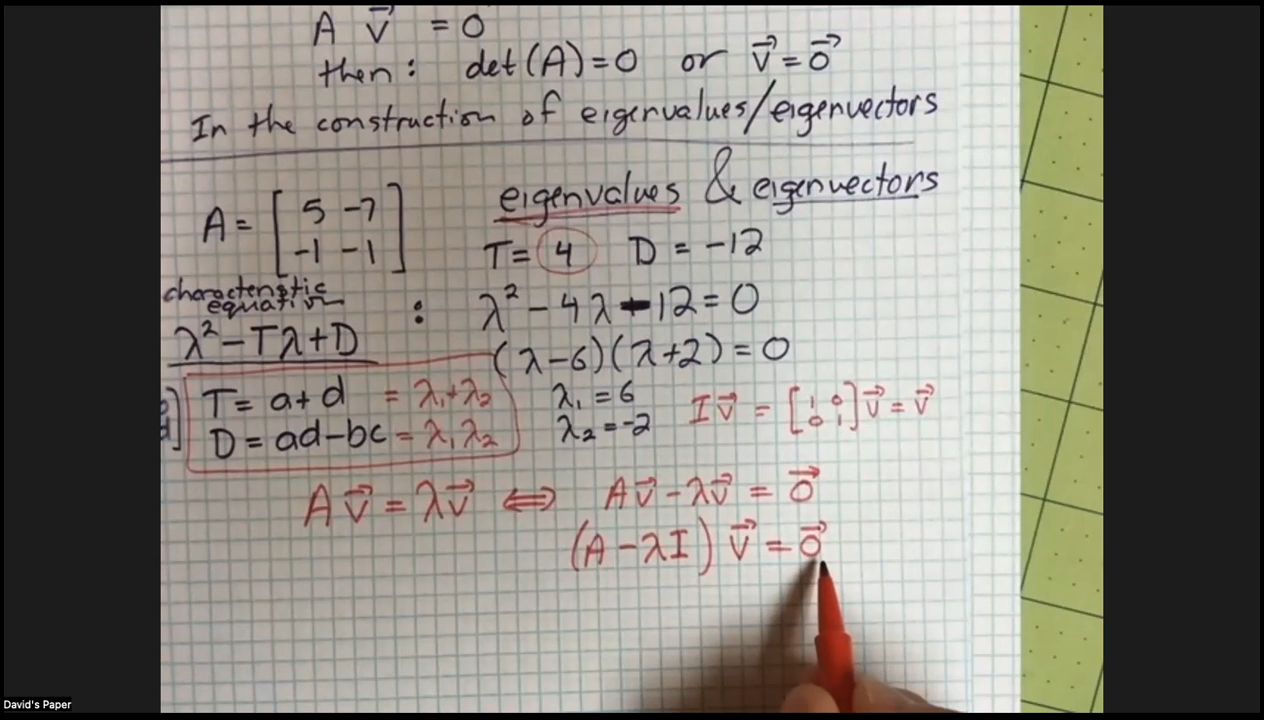 A v⃗ = 0
then: det(A)=0 or v⃗ = 0⃗
In the construction of eigenvalues/eigenvectors
A = [5 -7
-1 -1]
eigenvalues & eigenvectors
T = 4 D = -12
characteristic
equation : λ² - 4λ - 12 = 0
λ² - Tλ + D
(λ-6)(λ+2) = 0
T = a+d = λ₁+λ₂
D = ad-bc = λ₁λ₂
λ₁ = 6
λ₂ = -2
I v⃗ = [1 0
0 1] v⃗ = v⃗
A v⃗ = λ v⃗ ⟺ A v⃗ - λ v⃗ = 0⃗
(A - λI) v⃗ = 0⃗
David's Paper